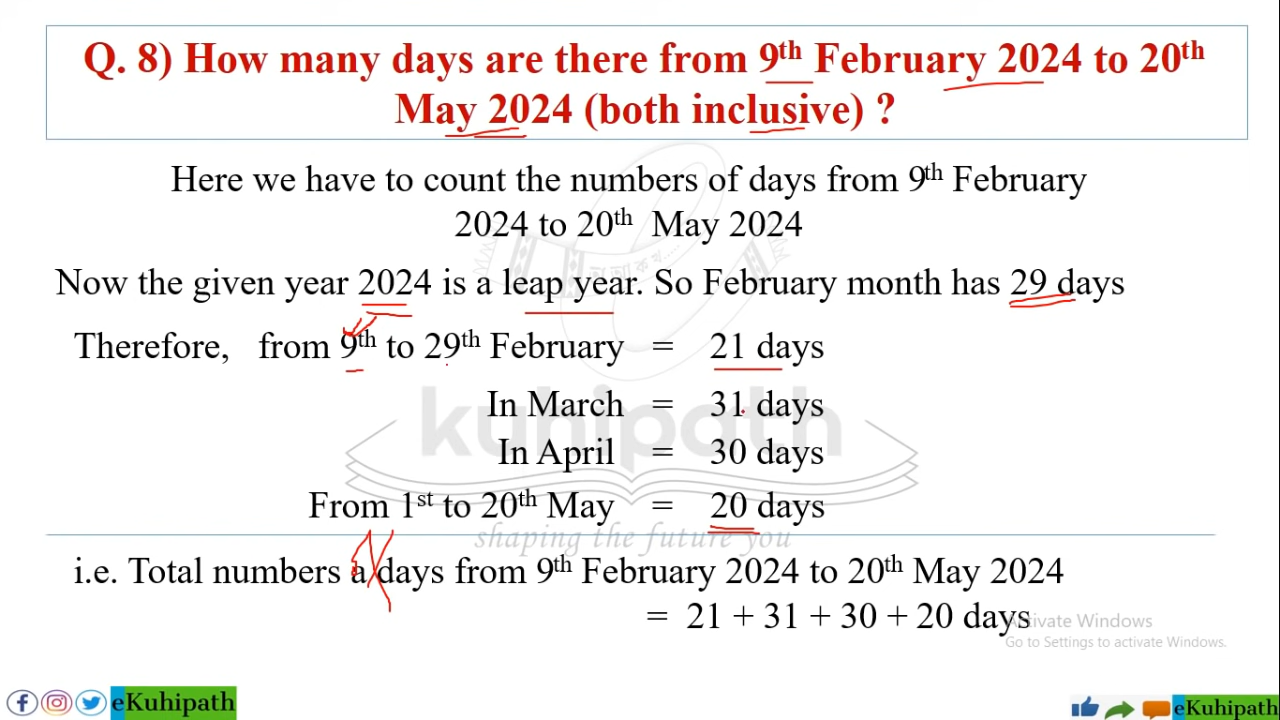 Q. 8) How many days are there from 9th February 2024 to 20th
May 2024 (both inclusive) ?
Here we have to count the numbers of days from 9th February
2024 to 20th May 2024
Now the given year 2024 is a leap year. So February month has 29 days
Therefore, from 9th to 29th February = 21 days
In March = 31 days
kuhipath
In April = 30 days
From 1st to 20th May = 20 days
shaping the future you
i.e. Total numbers a days from 9th February 2024 to 20th May 2024
= 21 + 31 + 30 + 20 days
Activate Windows
Go to Settings to activate Windows.
eKuhipath
eKuhipath